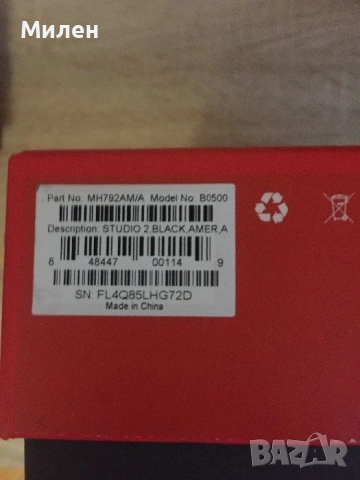 Милен
Part No: MH792AM/A Model No: B0500
Description: STUDIO 2,BLACK,AMER,A
8 48447 00114 9
SN: FL4Q85LHG72D
Made in China
BAZAR